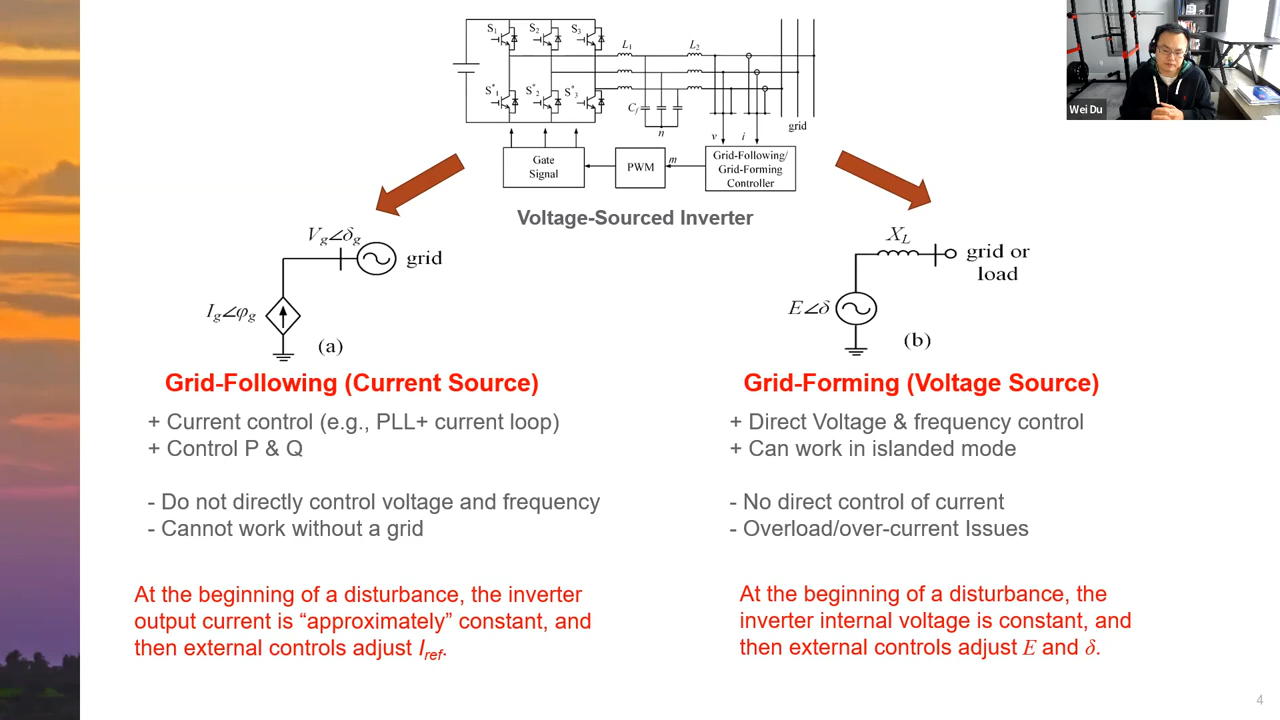 S1 S2 S3
L1 L2
S*1 S*2 S*3
Cf
n
v i
grid
Gate
Signal
PWM
m
Grid-Following/
Grid-Forming
Controller
Voltage-Sourced Inverter
Wei Du
Vg∠δg
grid
Ig∠φg
(a)
XL
grid or
load
E∠δ
(b)
Grid-Following (Current Source)
+ Current control (e.g., PLL+ current loop)
+ Control P & Q
- Do not directly control voltage and frequency
- Cannot work without a grid
At the beginning of a disturbance, the inverter
output current is “approximately” constant, and
then external controls adjust Iref.
Grid-Forming (Voltage Source)
+ Direct Voltage & frequency control
+ Can work in islanded mode
- No direct control of current
- Overload/over-current Issues
At the beginning of a disturbance, the
inverter internal voltage is constant, and
then external controls adjust E and δ.
4